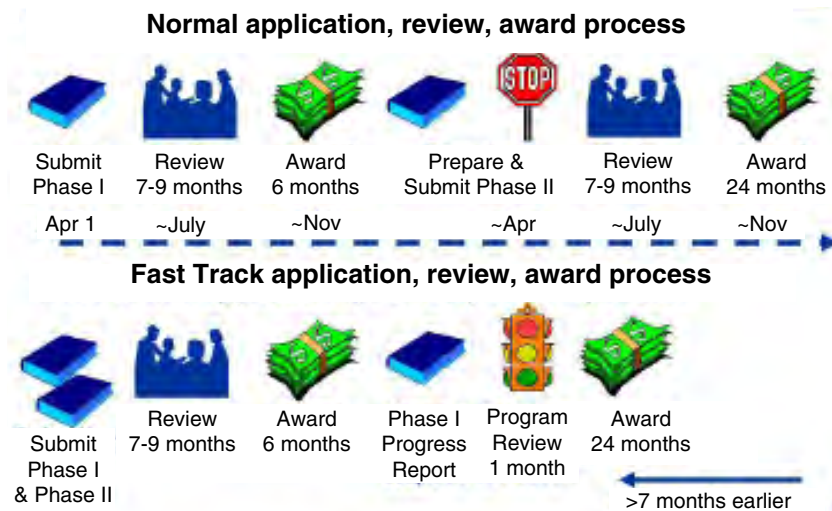 Normal application, review, award process
STOP
Submit
Phase I
Review
7-9 months
Award
6 months
Prepare &
Submit Phase II
Review
7-9 months
Award
24 months
Apr 1
~July
~Nov
~Apr
~July
~Nov
Fast Track application, review, award process
Submit
Phase I
& Phase II
Review
7-9 months
Award
6 months
Phase I
Progress
Report
Program
Review
1 month
Award
24 months
>7 months earlier